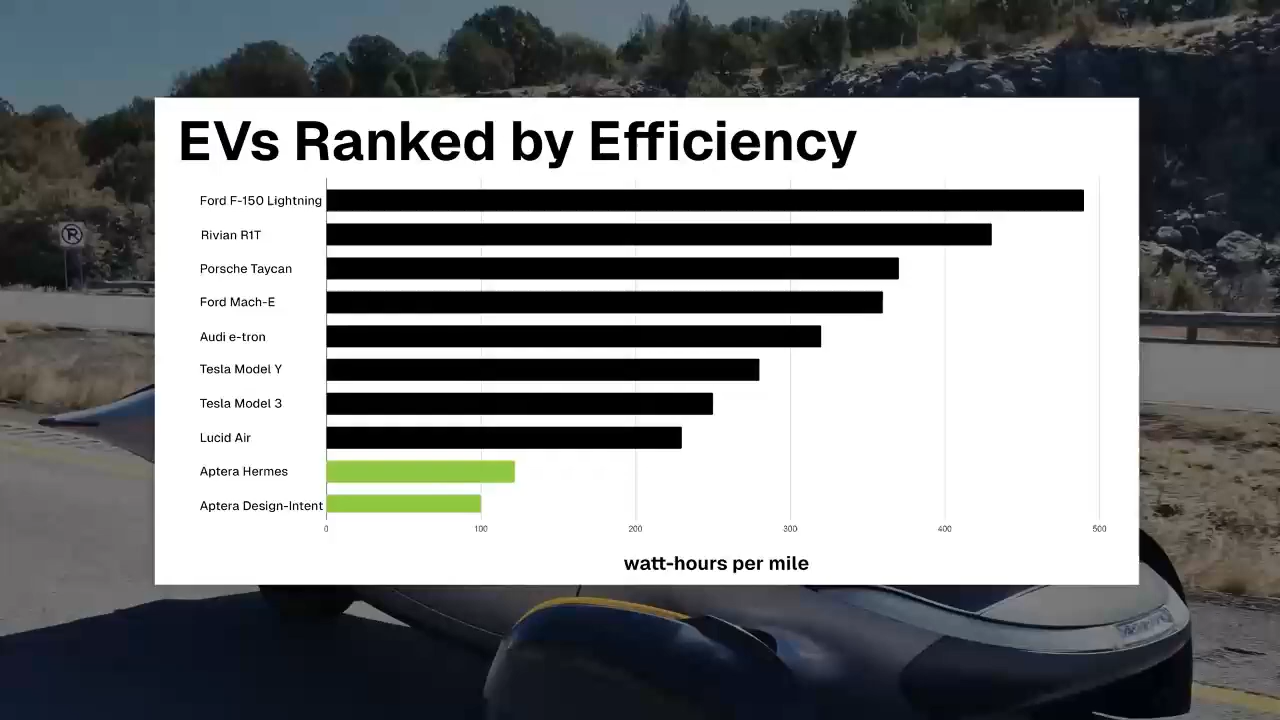 EVs Ranked by Efficiency
Ford F-150 Lightning
Rivian R1T
Porsche Taycan
Ford Mach-E
Audi e-tron
Tesla Model Y
Tesla Model 3
Lucid Air
Aptera Hermes
Aptera Design-Intent
0 100 200 300 400 500
watt-hours per mile